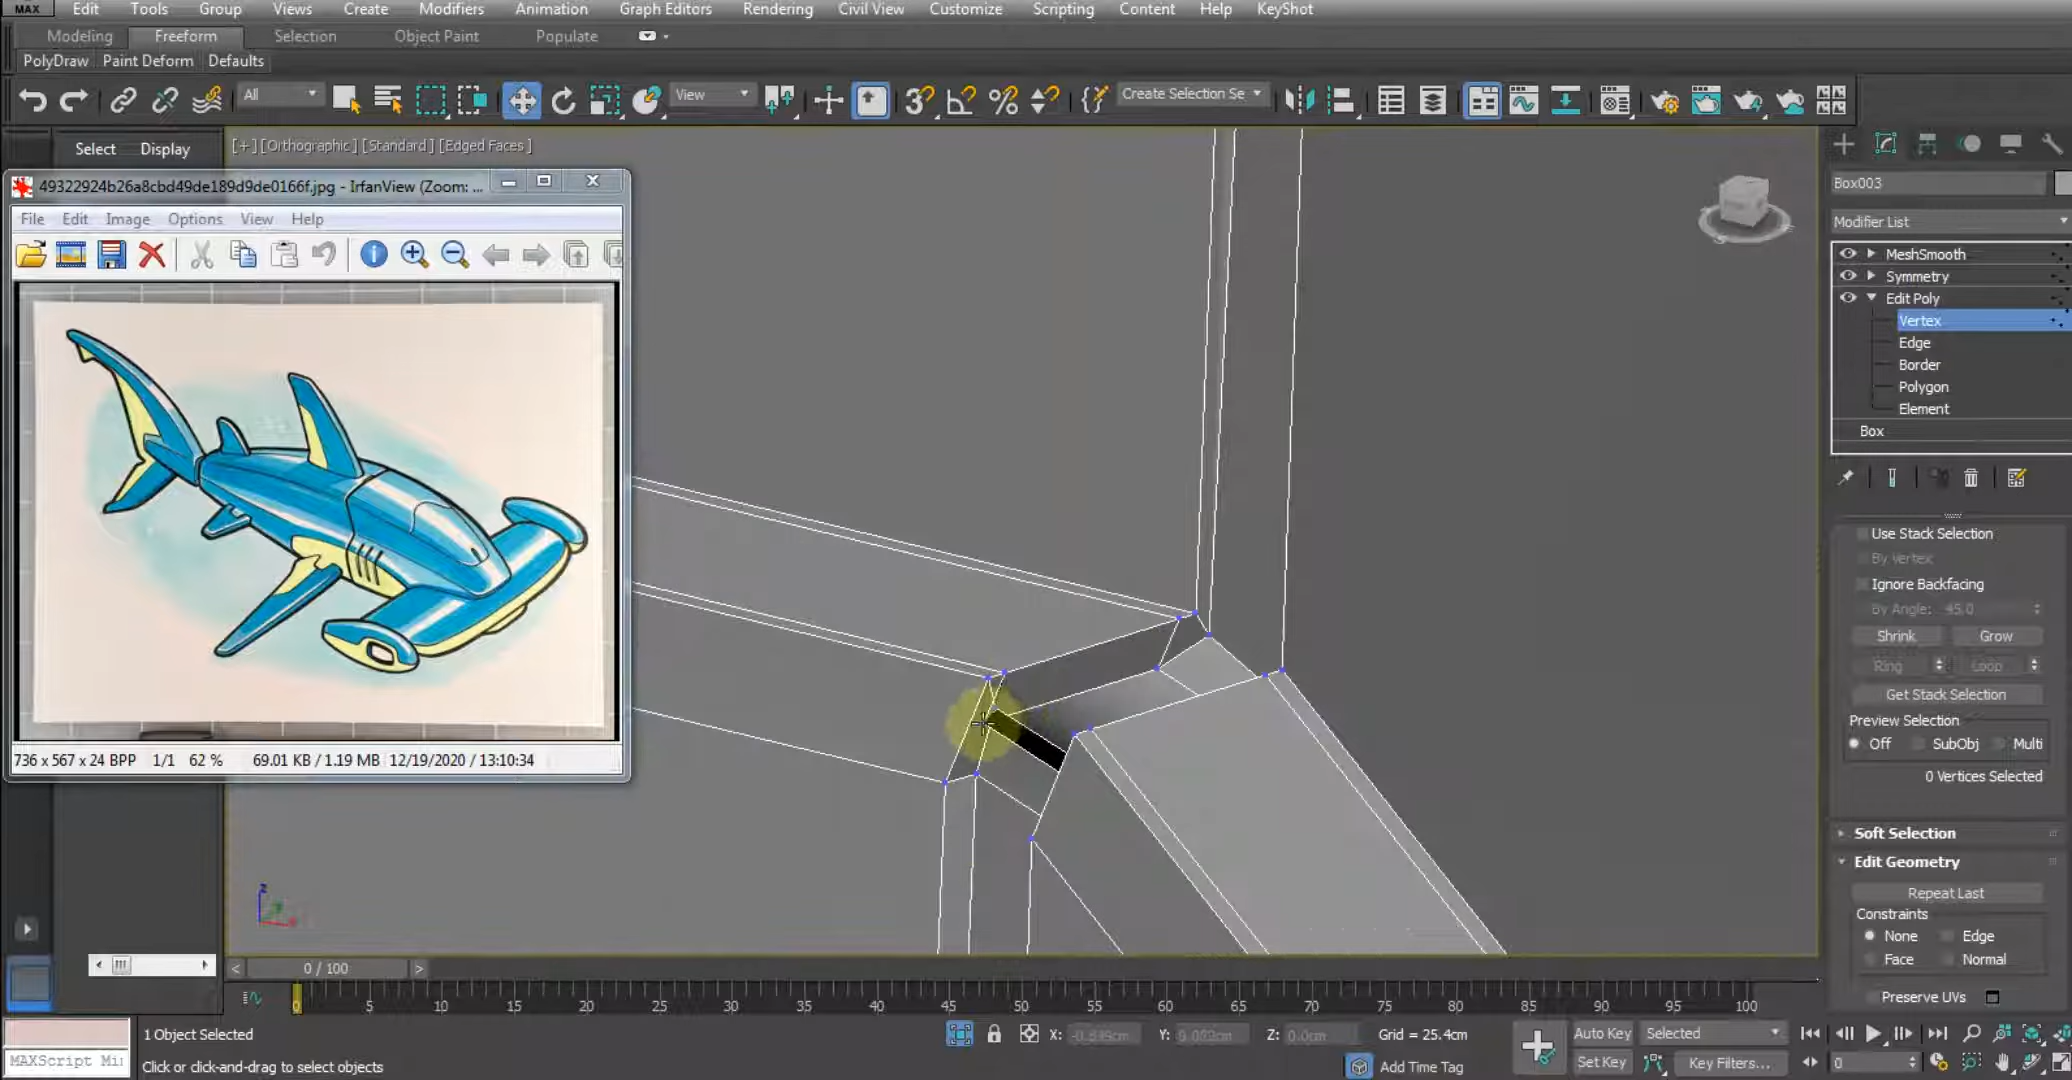 MAX Edit Tools Group Views Create Modifiers Animation Graph Editors Rendering Civil View Customize Scripting Content Help KeyShot
Modeling Freeform Selection Object Paint Populate
PolyDraw Paint Deform Defaults
All View Create Selection Se
Select Display
[+] [Orthographic] [Standard] [Edged Faces]
49322924b26a8cbd49de189d9de0166f.jpg - IrfanView (Zoom: ...
File Edit Image Options View Help
736 x 567 x 24 BPP 1/1 62 % 69.01 KB / 1.19 MB 12/19/2020 / 13:10:34
Box003
Modifier List
MeshSmooth
Symmetry
Edit Poly
Vertex
Edge
Border
Polygon
Element
Box
Use Stack Selection
By Vertex
Ignore Backfacing
By Angle: 45.0
Shrink Grow
Ring Loop
Get Stack Selection
Preview Selection
Off SubObj Multi
0 Vertices Selected
Soft Selection
Edit Geometry
Repeat Last
Constraints
None Edge
Face Normal
Preserve UVs
z
< 0 / 100 >
0 5 10 15 20 25 30 35 40 45 50 55 60 65 70 75 80 85 90 95 100
1 Object Selected
X: Y: Z: 0.0cm Grid = 25.4cm
Auto Key Selected
MAXScript Mi
Click or click-and-drag to select objects
Add Time Tag
Set Key Key Filters...
0